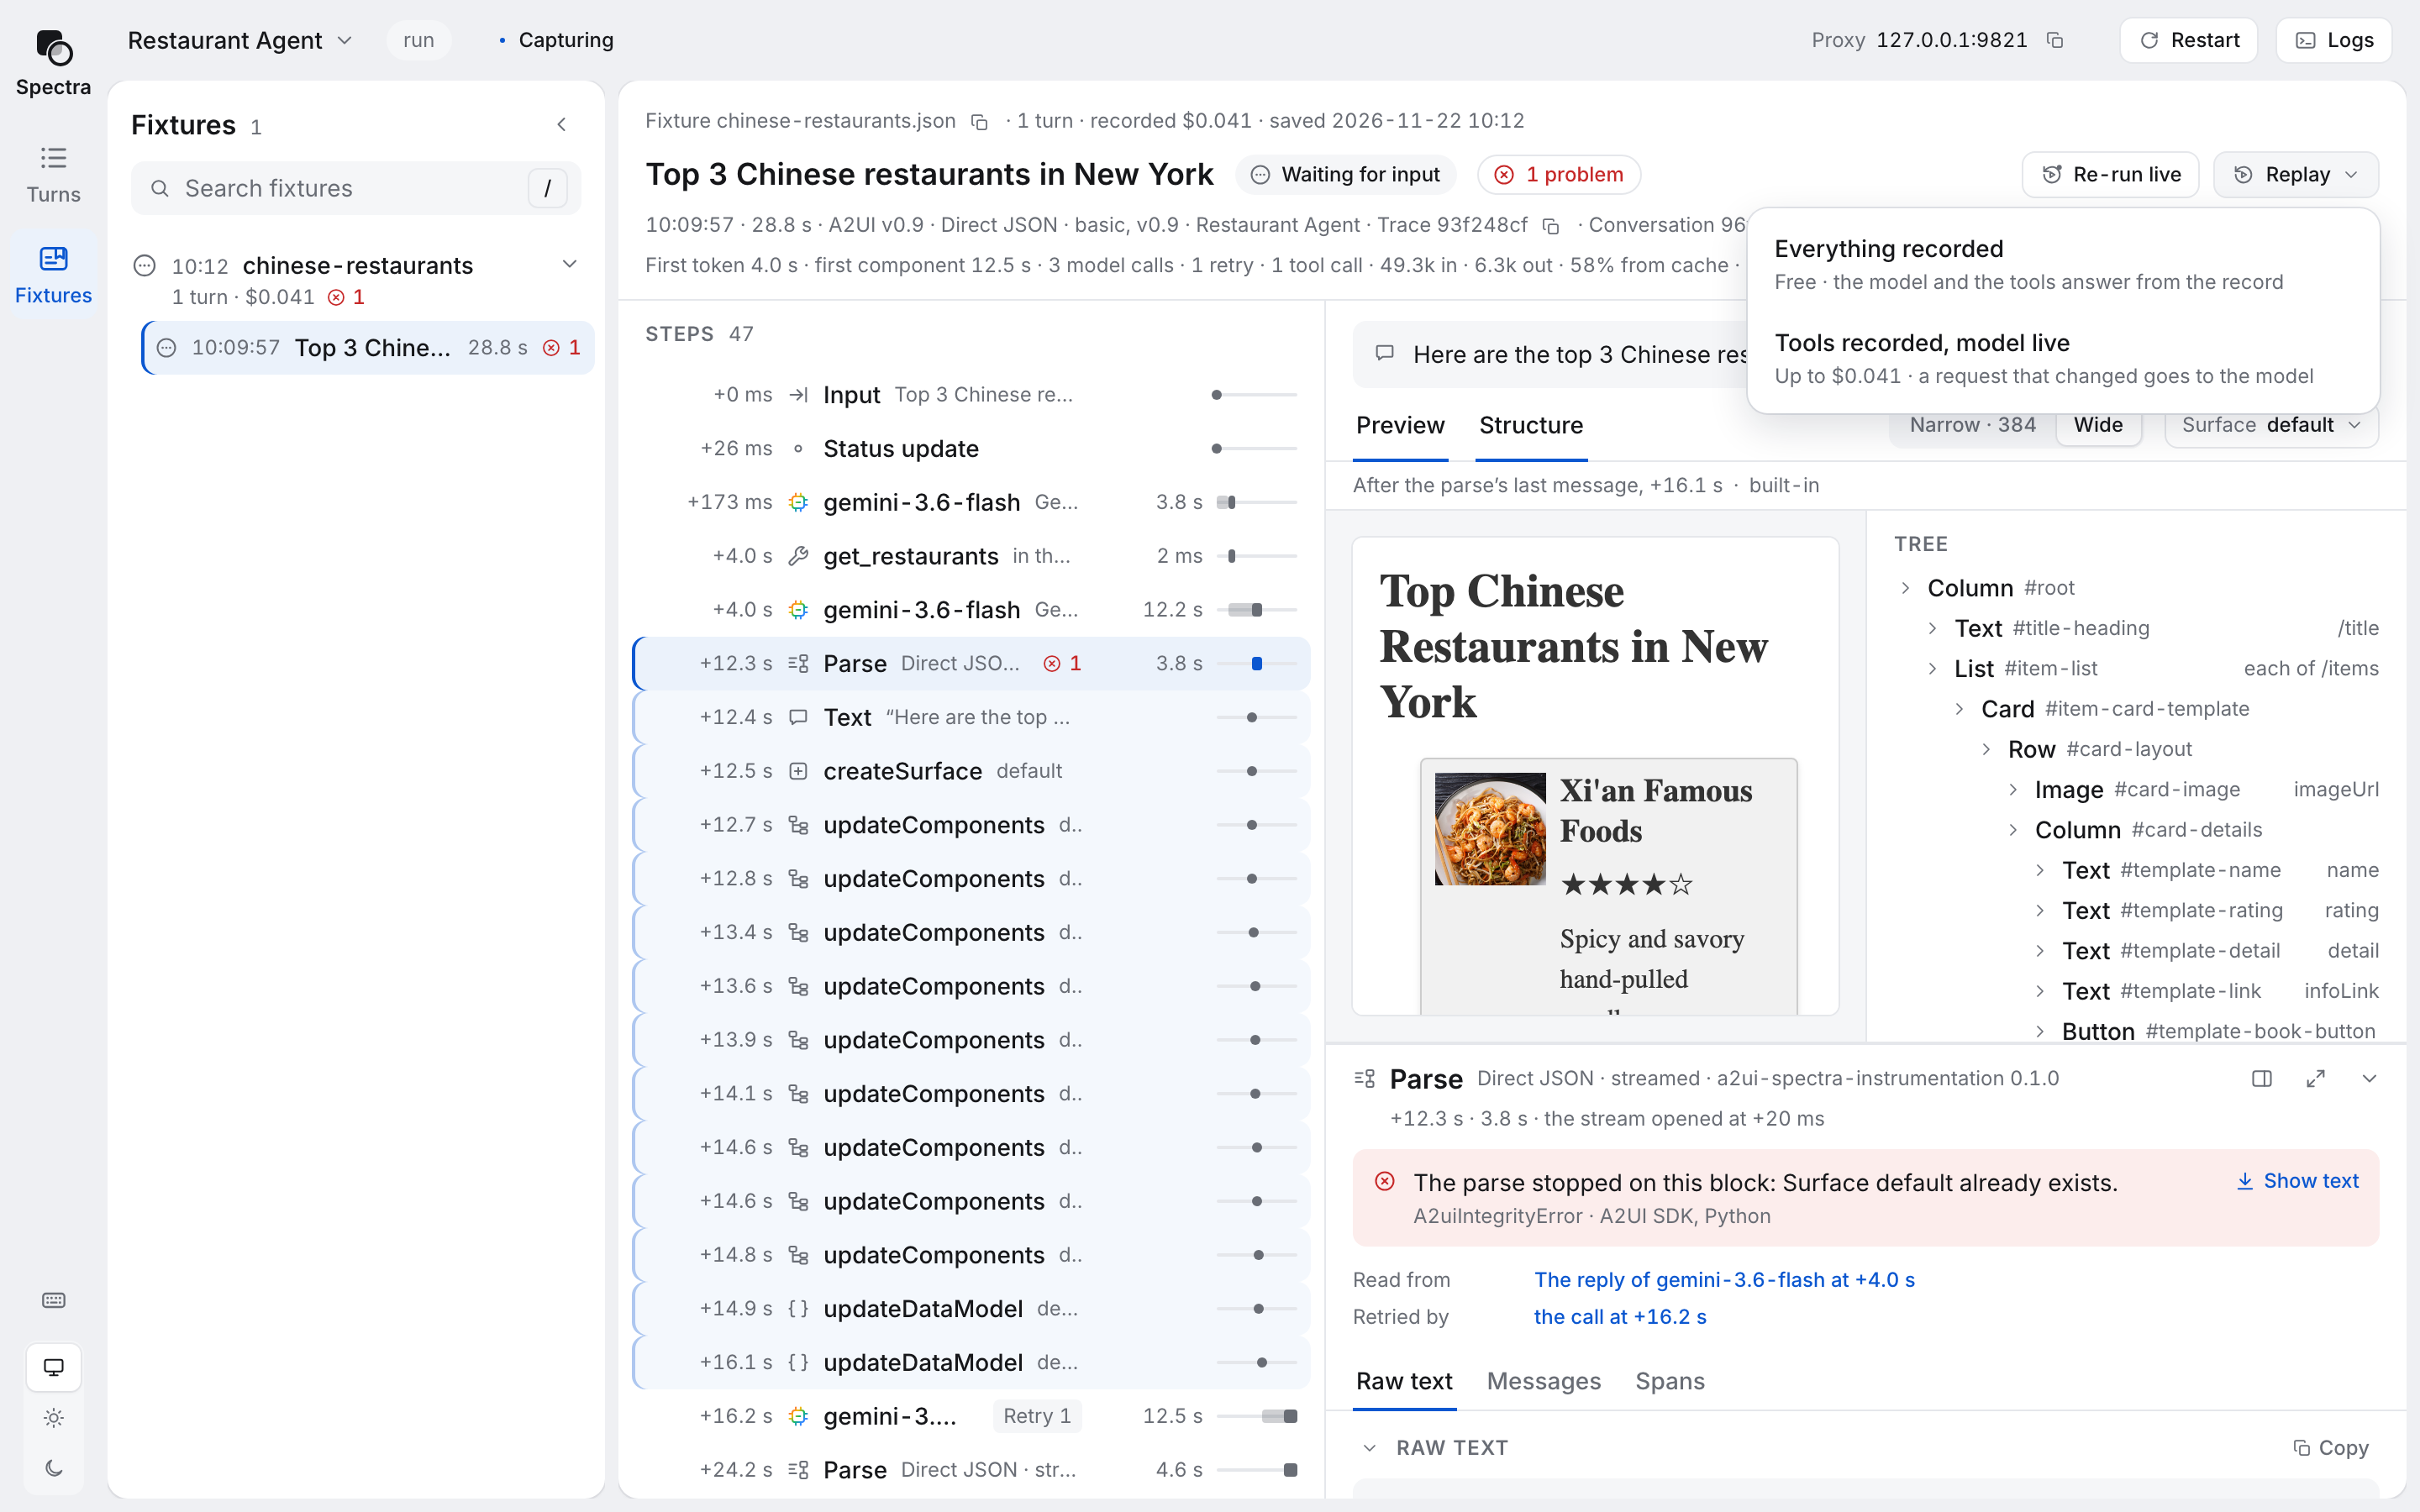 Spectra
Turns
Fixtures
Restaurant Agent
run
Capturing
Proxy 127.0.0.1:9821
Restart
Logs
Fixtures 1
Search fixtures /
10:12 chinese-restaurants
1 turn · $0.041 1
10:09:57 Top 3 Chine... 28.8 s 1
Fixture chinese-restaurants.json · 1 turn · recorded $0.041 · saved 2026-11-22 10:12
Top 3 Chinese restaurants in New York
Waiting for input
1 problem
Re-run live
Replay
10:09:57 · 28.8 s · A2UI v0.9 · Direct JSON · basic, v0.9 · Restaurant Agent · Trace 93f248cf · Conversation 96
First token 4.0 s · first component 12.5 s · 3 model calls · 1 retry · 1 tool call · 49.3k in · 6.3k out · 58% from cache ·
Everything recorded
Free · the model and the tools answer from the record
Tools recorded, model live
Up to $0.041 · a request that changed goes to the model
STEPS 47
+0 ms Input Top 3 Chinese re...
+26 ms Status update
+173 ms gemini-3.6-flash Ge... 3.8 s
+4.0 s get_restaurants in th... 2 ms
+4.0 s gemini-3.6-flash Ge... 12.2 s
+12.3 s Parse Direct JSO... 1 3.8 s
+12.4 s Text “Here are the top ...
+12.5 s createSurface default
+12.7 s updateComponents d..
+12.8 s updateComponents d..
+13.4 s updateComponents d..
+13.6 s updateComponents d..
+13.9 s updateComponents d..
+14.1 s updateComponents d..
+14.6 s updateComponents d..
+14.6 s updateComponents d..
+14.8 s updateComponents d..
+14.9 s updateDataModel de...
+16.1 s updateDataModel de...
+16.2 s gemini-3.... Retry 1 12.5 s
+24.2 s Parse Direct JSON · str... 4.6 s
Here are the top 3 Chinese res
Preview
Structure
Narrow · 384
Wide
Surface default
After the parse’s last message, +16.1 s · built-in
Top Chinese
Restaurants in New
York
Xi'an Famous
Foods
★★★★☆
Spicy and savory
hand-pulled
TREE
Column #root
Text #title-heading /title
List #item-list each of /items
Card #item-card-template
Row #card-layout
Image #card-image imageUrl
Column #card-details
Text #template-name name
Text #template-rating rating
Text #template-detail detail
Text #template-link infoLink
Button #template-book-button
Parse Direct JSON · streamed · a2ui-spectra-instrumentation 0.1.0
+12.3 s · 3.8 s · the stream opened at +20 ms
The parse stopped on this block: Surface default already exists.
Show text
A2uiIntegrityError · A2UI SDK, Python
Read from The reply of gemini-3.6-flash at +4.0 s
Retried by the call at +16.2 s
Raw text
Messages
Spans
RAW TEXT
Copy